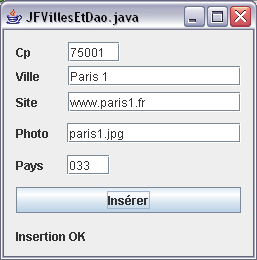 JFVillesEtDao.java
Cp 75001
Ville Paris 1
Site www.paris1.fr
Photo paris1.jpg
Pays 033
Insérer
Insertion OK